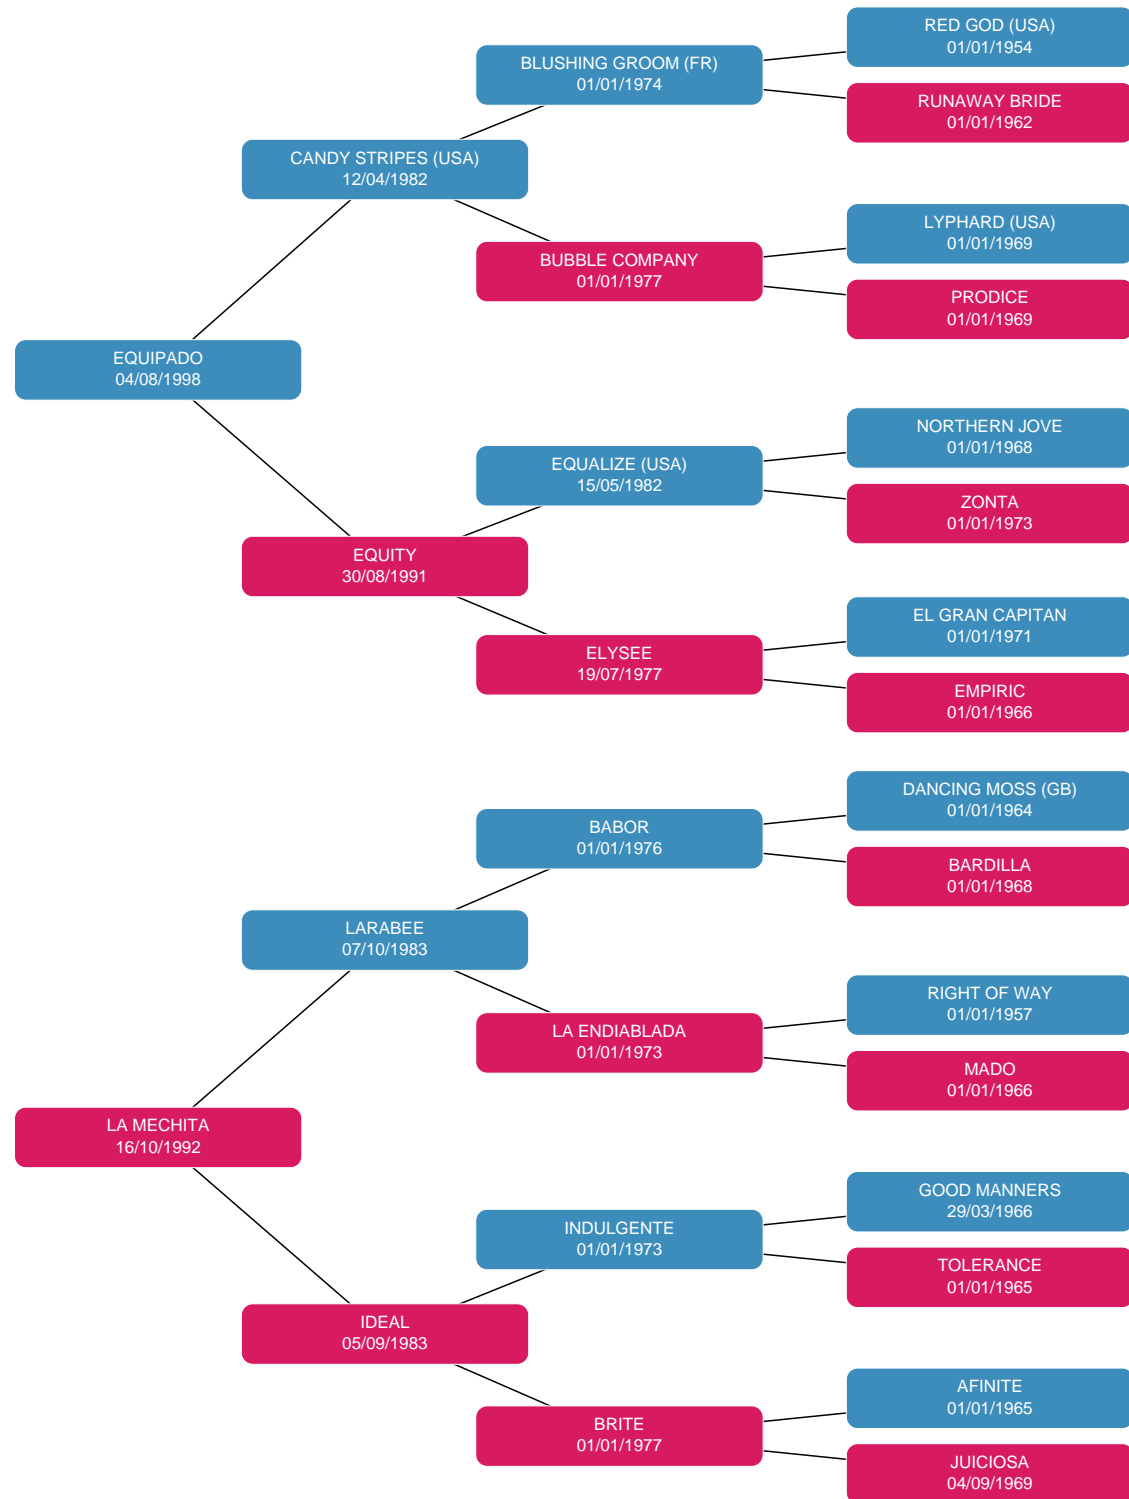 RED GOD (USA)
01/01/1954
BLUSHING GROOM (FR)
01/01/1974
RUNAWAY BRIDE
01/01/1962
CANDY STRIPES (USA)
12/04/1982
LYPHARD (USA)
01/01/1969
BUBBLE COMPANY
01/01/1977
PRODICE
01/01/1969
EQUIPADO
04/08/1998
NORTHERN JOVE
01/01/1968
EQUALIZE (USA)
15/05/1982
ZONTA
01/01/1973
EQUITY
30/08/1991
EL GRAN CAPITAN
01/01/1971
ELYSEE
19/07/1977
EMPIRIC
01/01/1966
DANCING MOSS (GB)
01/01/1964
BABOR
01/01/1976
BARDILLA
01/01/1968
LARABEE
07/10/1983
RIGHT OF WAY
01/01/1957
LA ENDIABLADA
01/01/1973
MADO
01/01/1966
LA MECHITA
16/10/1992
GOOD MANNERS
29/03/1966
INDULGENTE
01/01/1973
TOLERANCE
01/01/1965
IDEAL
05/09/1983
AFINITE
01/01/1965
BRITE
01/01/1977
JUICIOSA
04/09/1969